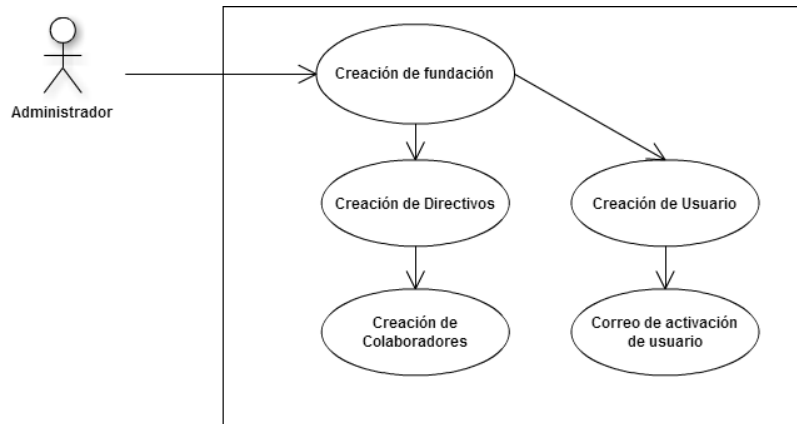 Administrador
Creación de fundación
Creación de Directivos
Creación de Usuario
Creación de
Colaboradores
Correo de activación
de usuario